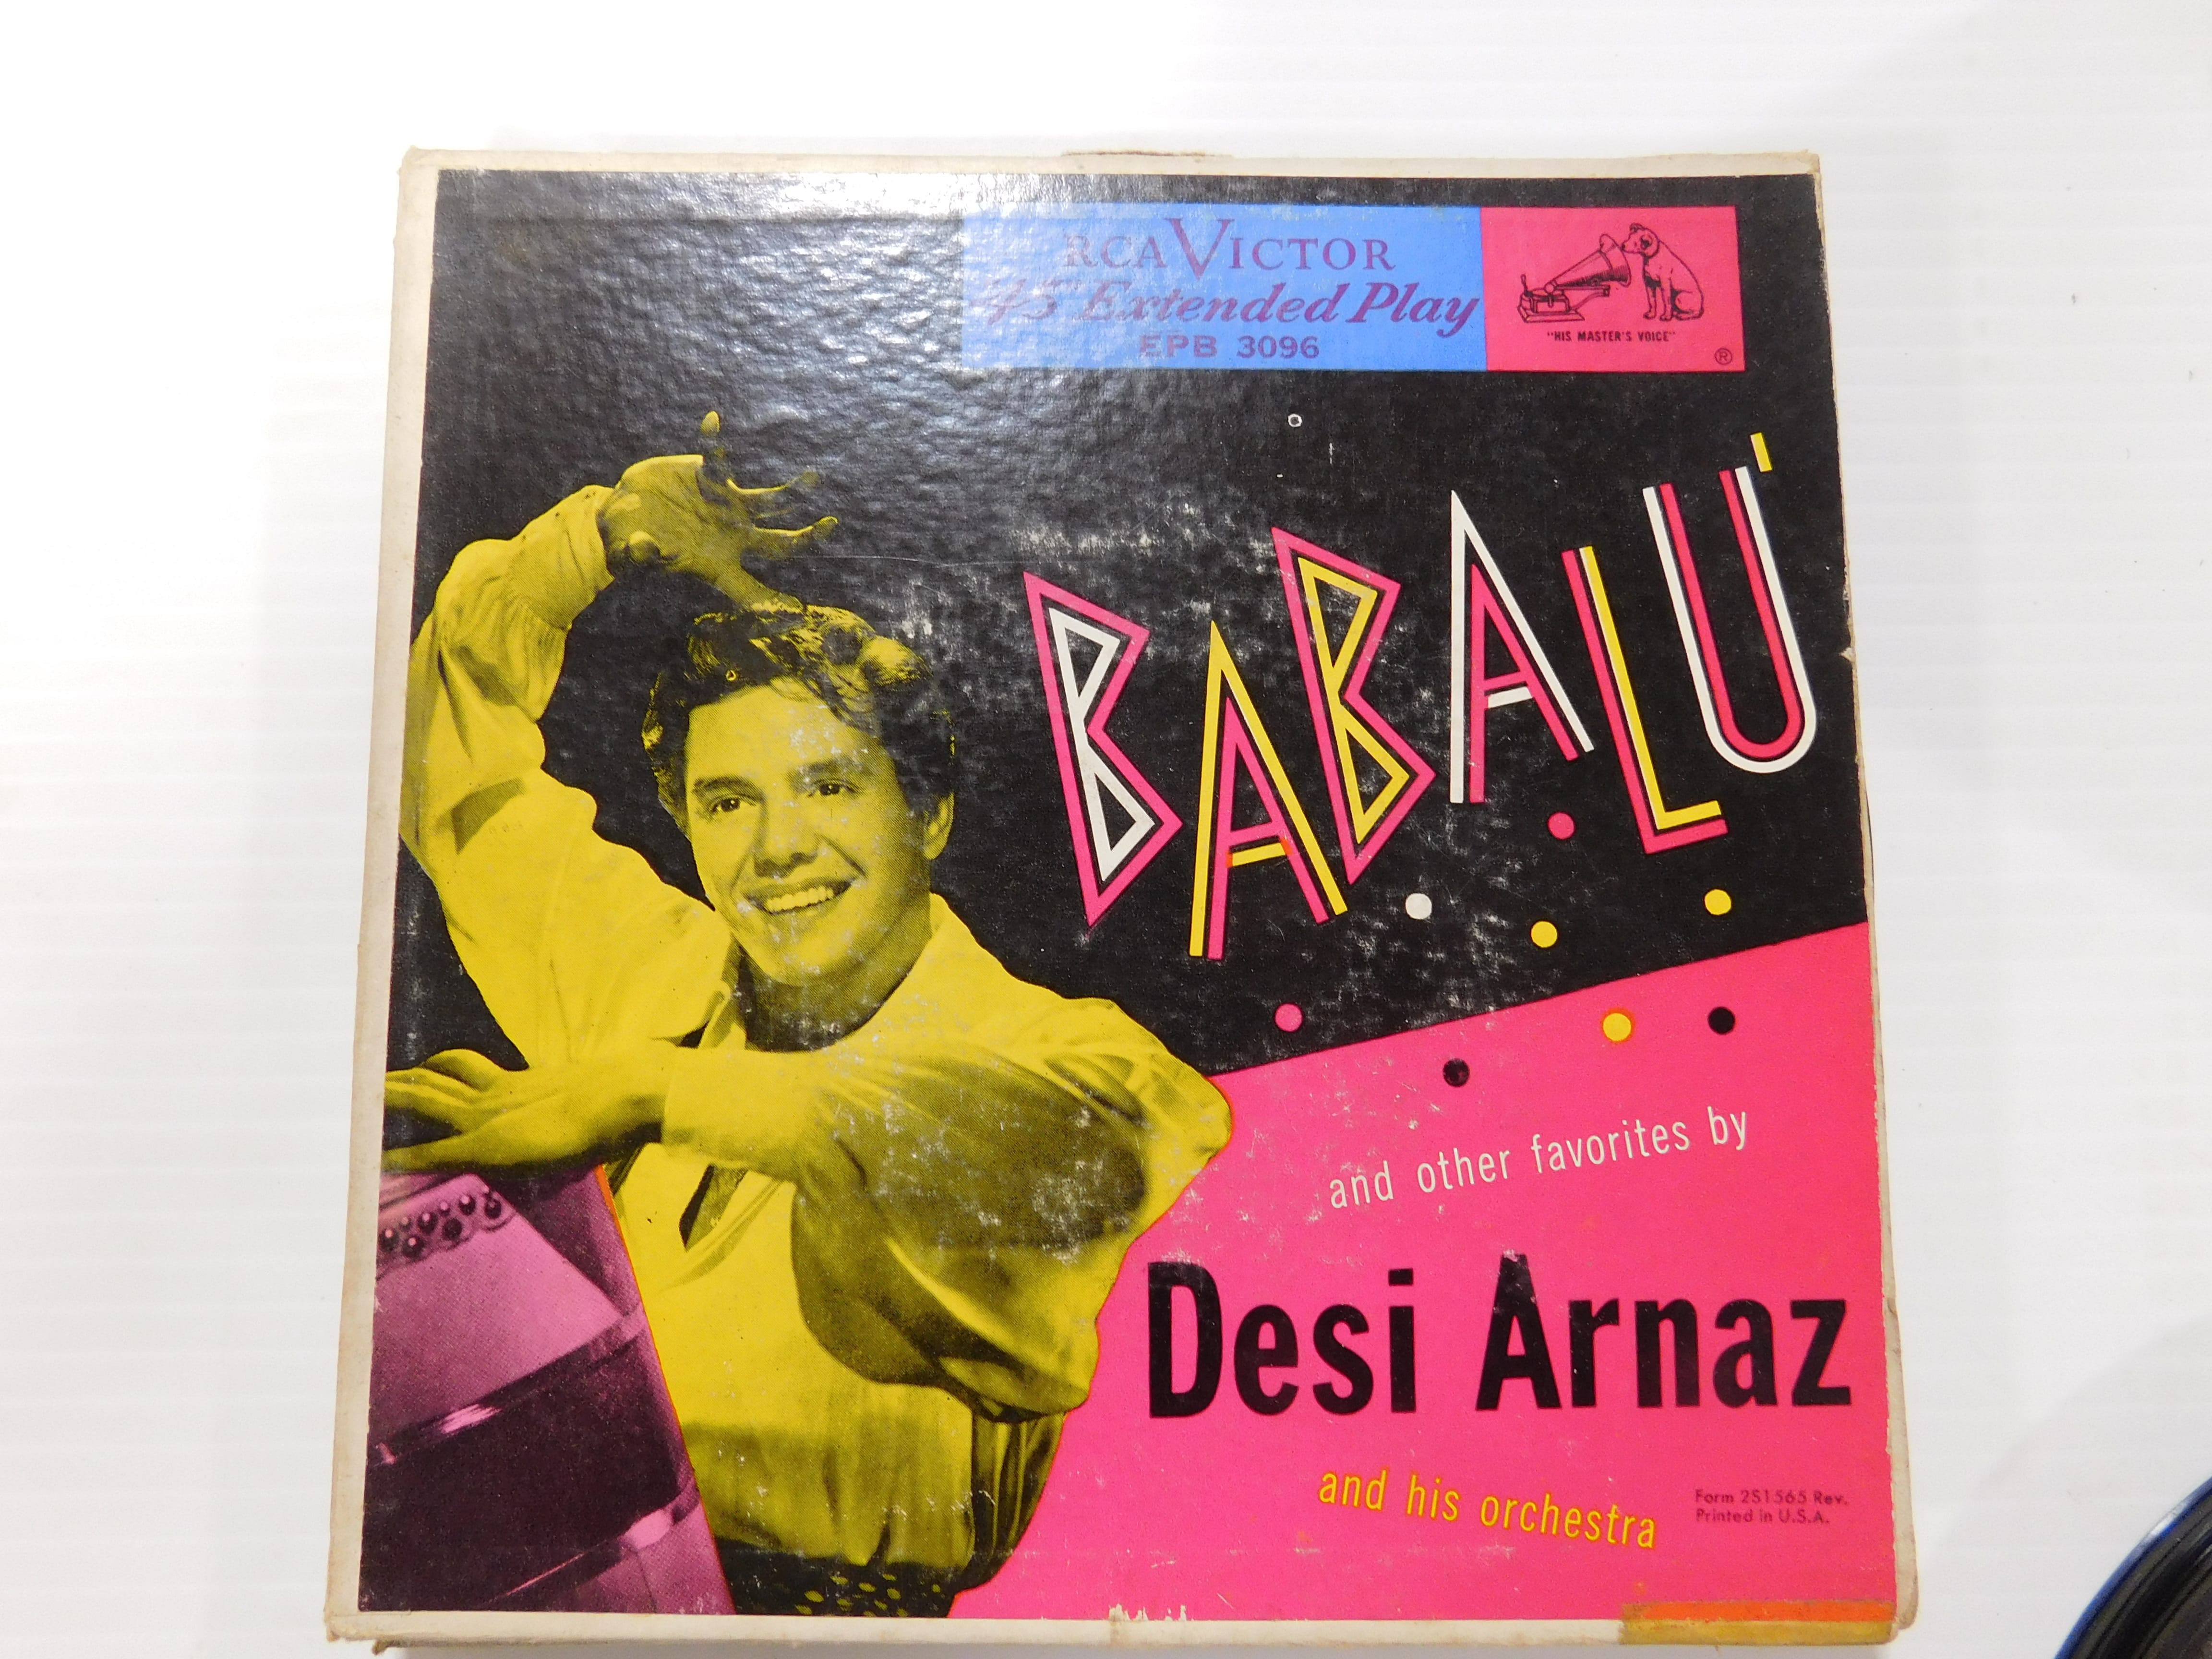 RCA VICTOR
45 Extended Play
EPB 3096
"HIS MASTER'S VOICE"
®
BABALÚ
and other favorites by
Desi Arnaz
and his orchestra
Form 2S1565 Rev.
Printed in U.S.A.